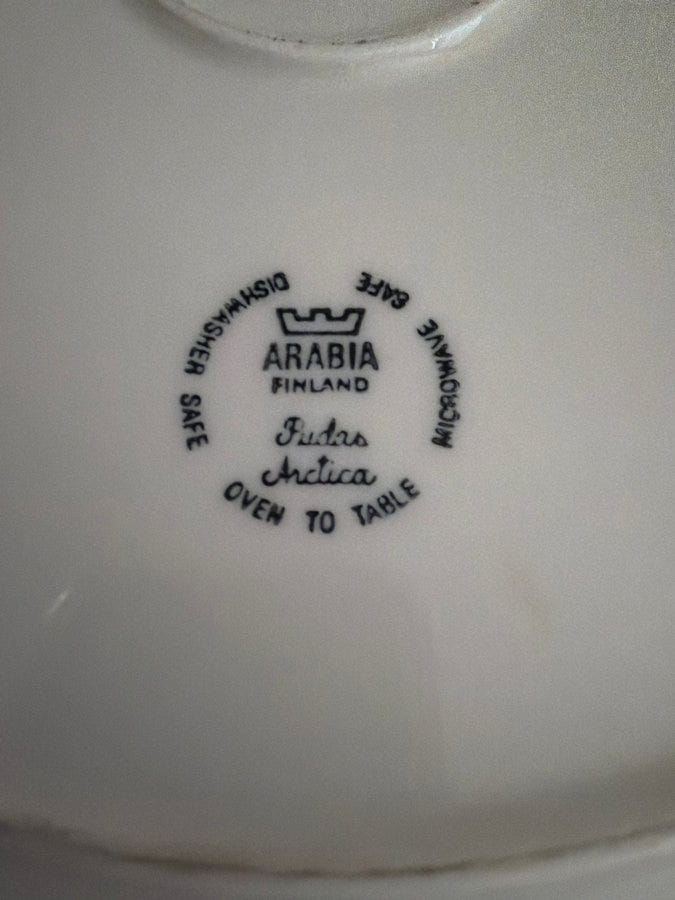 DISHWASHER SAFE
MICROWAVE SAFE
ARABIA
FINLAND
Pudas
Arctica
OVEN TO TABLE